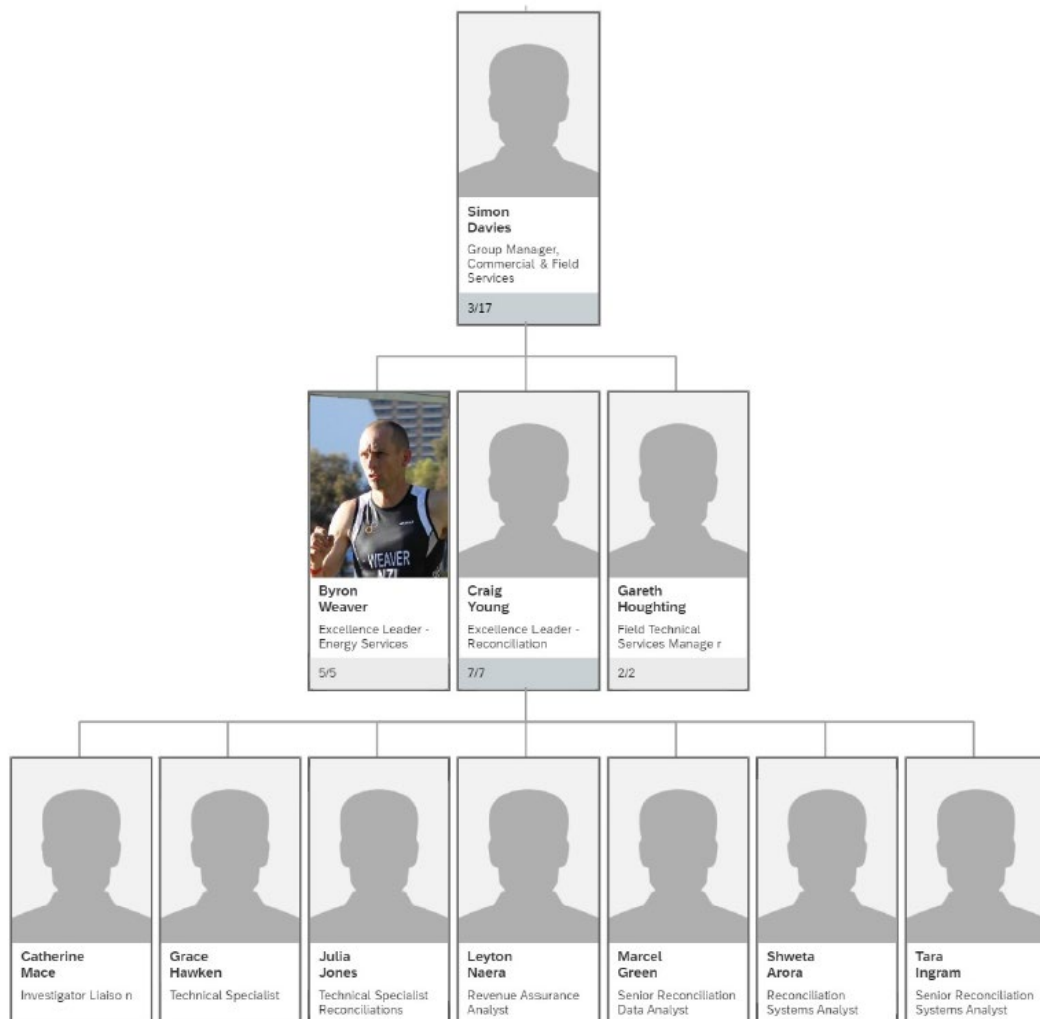 Simon
Davies
Group Manager,
Commercial & Field
Services
3/17
WEAVER
NZL
Byron
Weaver
Excellence Leader -
Energy Services
5/5
Craig
Young
Excellence Leader -
Reconciliation
7/7
Gareth
Houghting
Field Technical
Services Manage r
2/2
Catherine
Mace
Investigator Liaiso n
Grace
Hawken
Technical Specialist
Julia
Jones
Technical Specialist
Reconciliations
Leyton
Naera
Revenue Assurance
Analyst
Marcel
Green
Senior Reconciliation
Data Analyst
Shweta
Arora
Reconciliation
Systems Analyst
Tara
Ingram
Senior Reconciliation
Systems Analyst